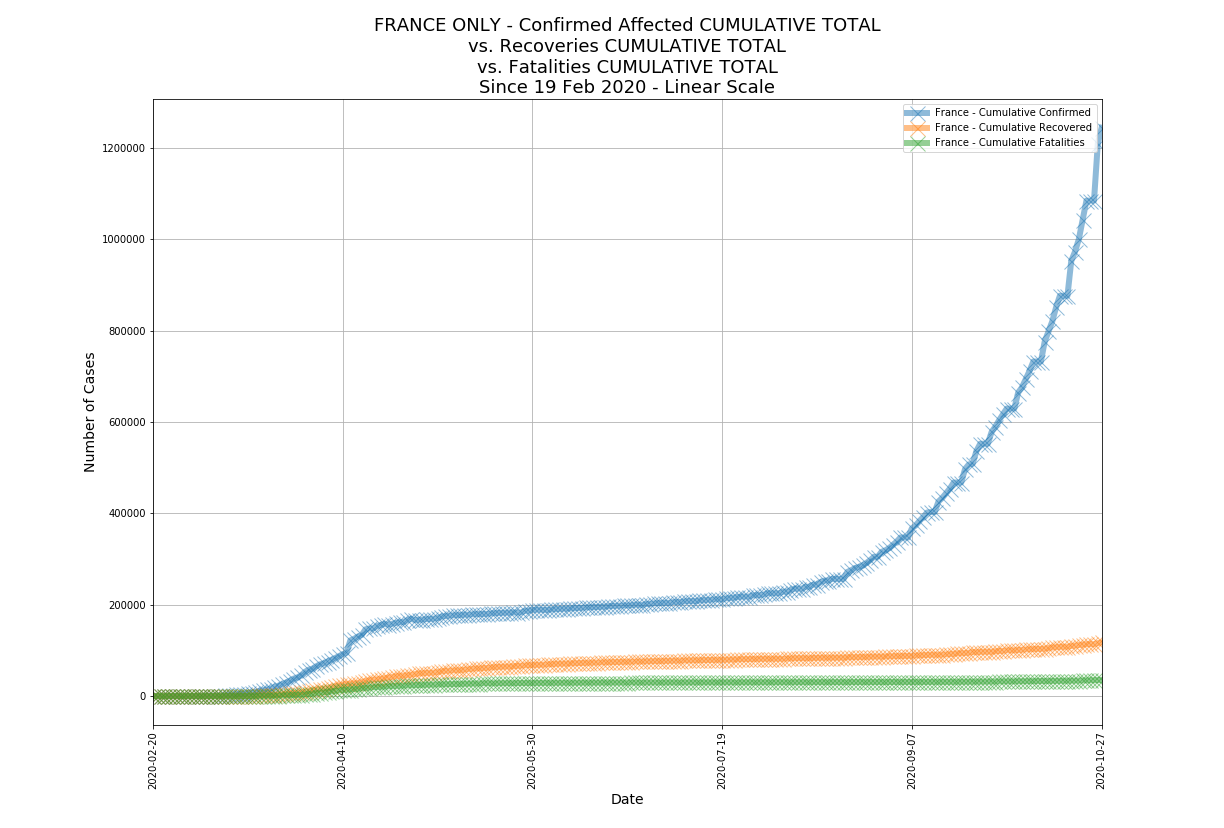 FRANCE ONLY - Confirmed Affected CUMULATIVE TOTAL
vs. Recoveries CUMULATIVE TOTAL
vs. Fatalities CUMULATIVE TOTAL
Since 19 Feb 2020 - Linear Scale
France - Cumulative Confirmed
France - Cumulative Recovered
France - Cumulative Fatalities
Number of Cases
1200000
1000000
800000
600000
400000
200000
0
2020-02-20
2020-04-10
2020-05-30
2020-07-19
2020-09-07
2020-10-27
Date